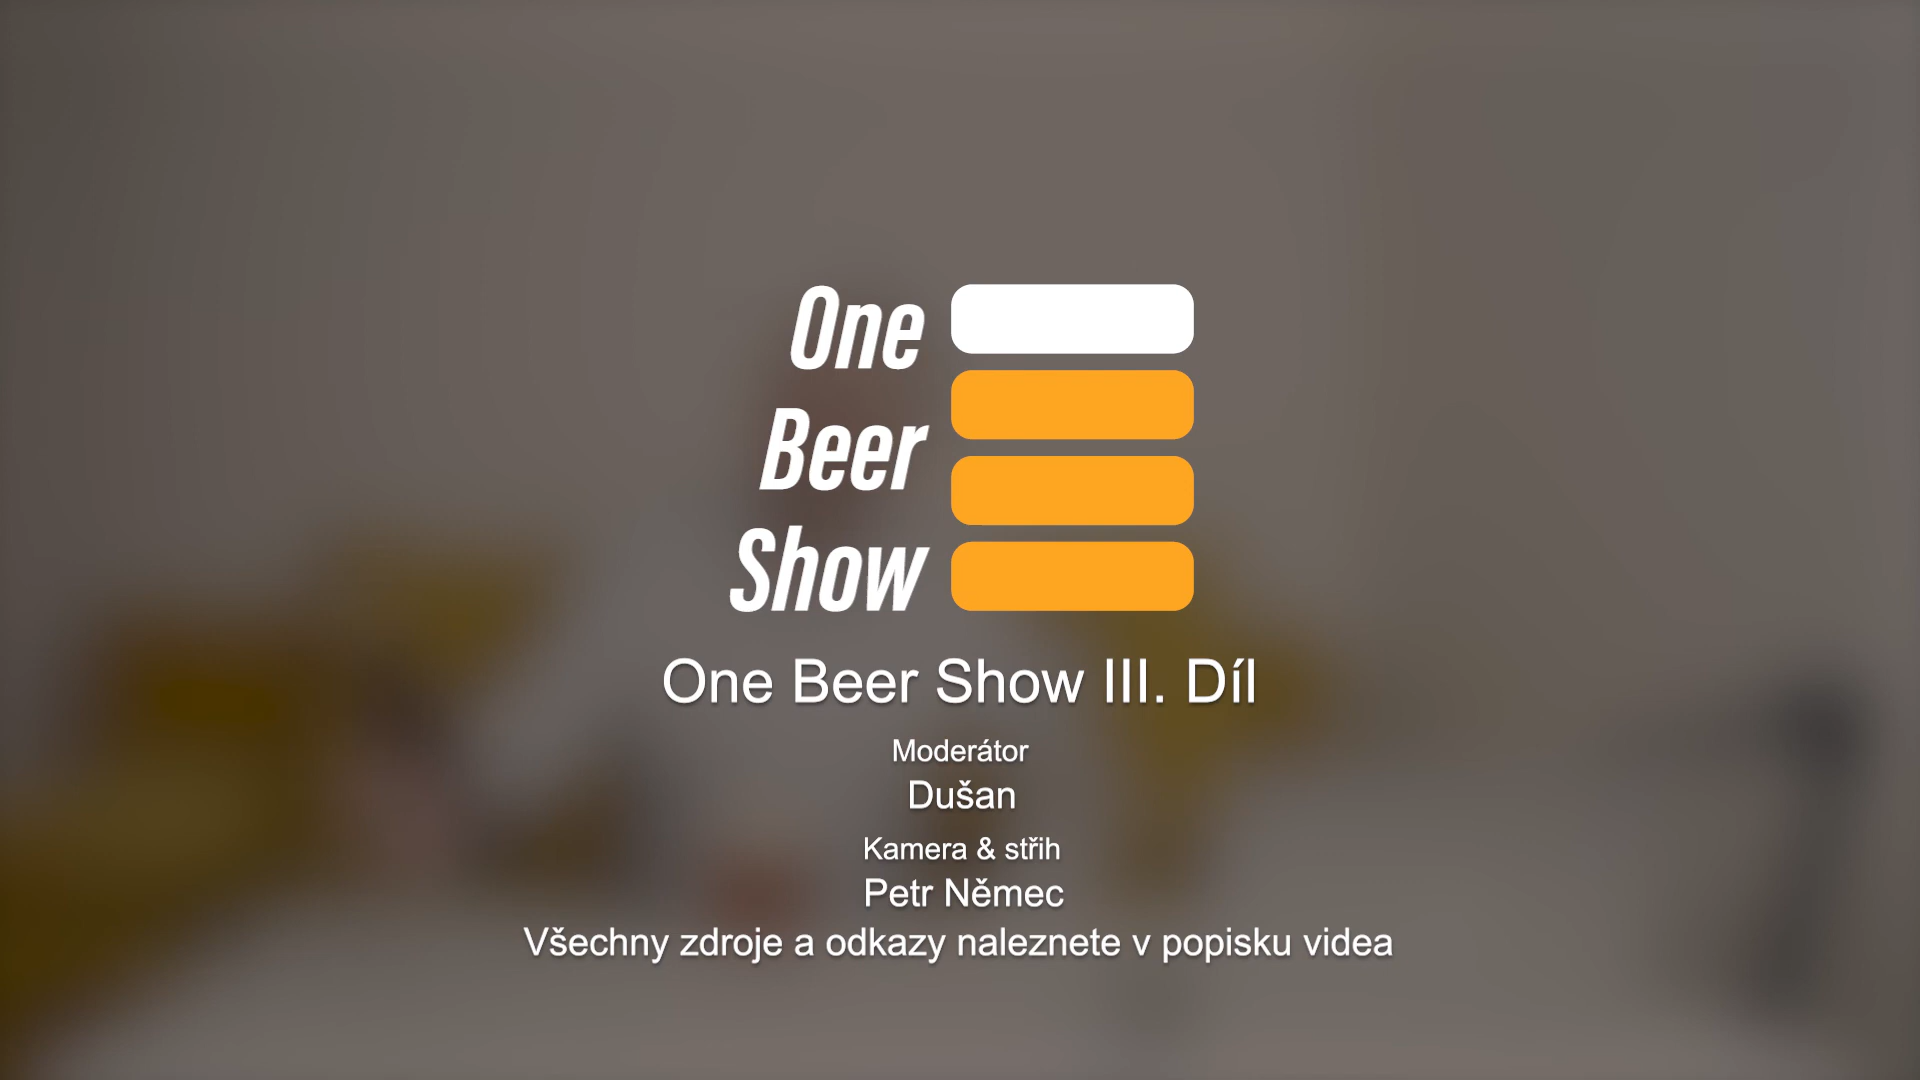 One
Beer
Show
One Beer Show III. Díl
Moderátor
Dušan
Kamera & střih
Petr Němec
Všechny zdroje a odkazy naleznete v popisku videa